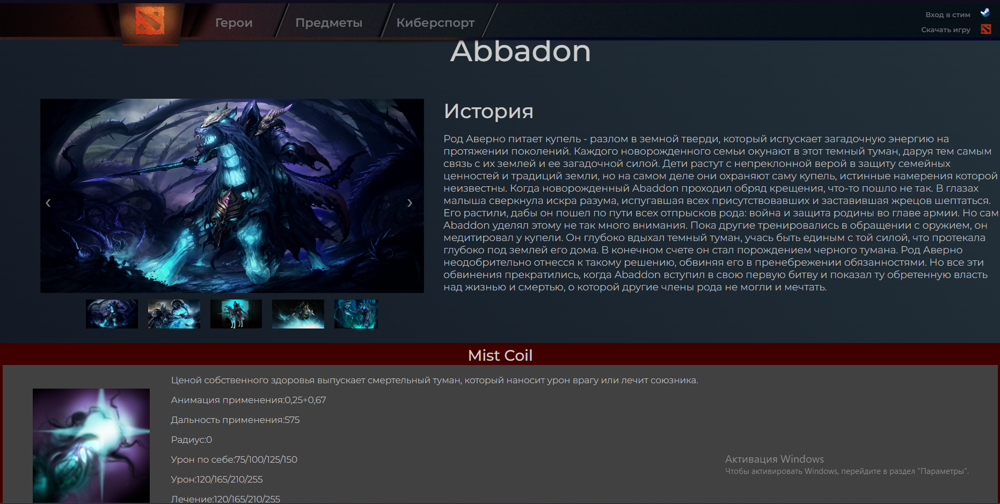 Герои
Предметы
Киберспорт
Вход в стим
Скачать игру
Abbadon
История
Род Аверно питает купель - разлом в земной тверди, который испускает загадочную энергию на
протяжении поколений. Каждого новорожденного семьи окунают в этот темный туман, даруя тем самым
связь с их землей и ее загадочной силой. Дети растут с непреклонной верой в защиту семейных
ценностей и традиций земли, но на самом деле они охраняют саму купель, истинные намерения которой
неизвестны. Когда новорожденный Abaddon проходил обряд крещения, что-то пошло не так. В глазах
малыша сверкнула искра разума, испугавшая всех присутствовавших и заставившая жрецов шептаться.
Его растили, дабы он пошел по пути всех отпрысков рода: война и защита родины во главе армии. Но сам
Abaddon уделял этому не так много внимания. Пока другие тренировались в обращении с оружием, он
медитировал у купели. Он глубоко вдыхал темный туман, учась быть единым с той силой, что протекала
глубоко под землей его дома. В конечном счете он стал порождением черного тумана. Род Аверно
неодобрительно отнесся к такому решению, обвиняя его в пренебрежении обязанностями. Но все эти
обвинения прекратились, когда Abaddon вступил в свою первую битву и показал ту обретенную власть
над жизнью и смертью, о которой другие члены рода не могли и мечтать.
Mist Coil
Ценой собственного здоровья выпускает смертельный туман, который наносит урон врагу или лечит союзника.
Анимация применения:0,25+0,67
Дальность применения:575
Радиус:0
Урон по себе:75/100/125/150
Урон:120/165/210/255
Лечение:120/165/210/255
Активация Windows
Чтобы активировать Windows, перейдите в раздел "Параметры".